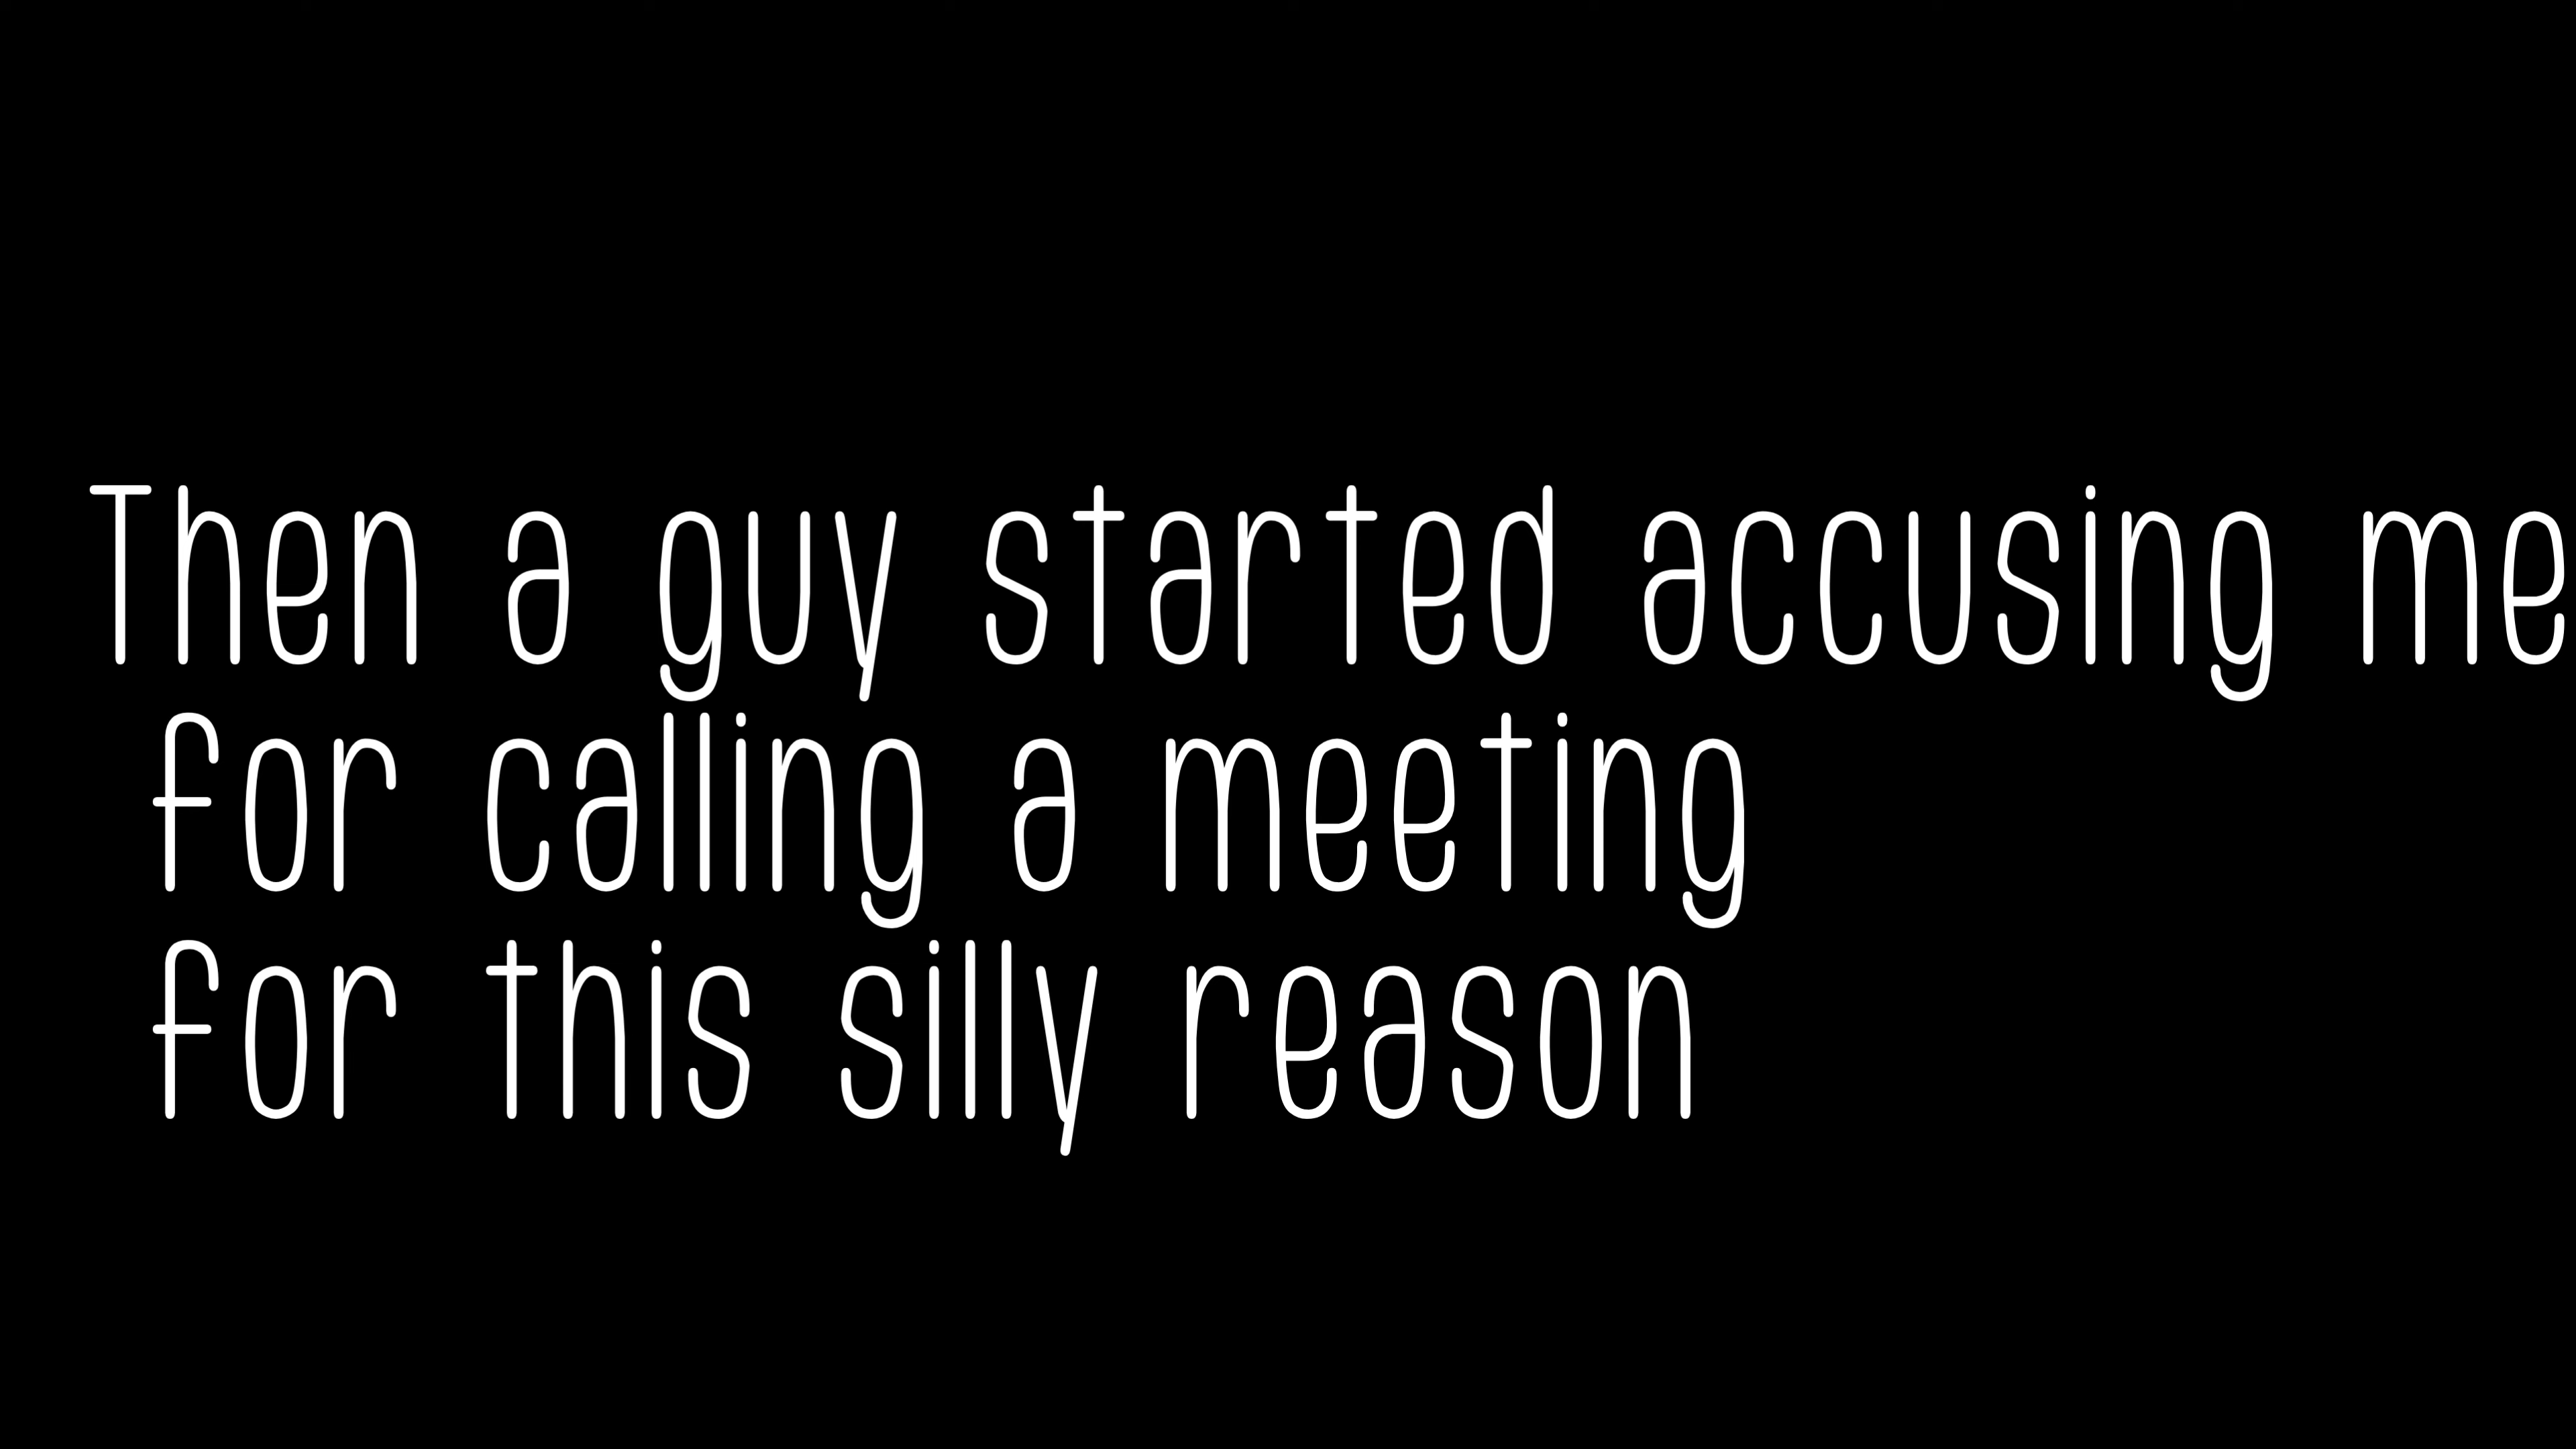 Then a guy started accusing me
for calling a meeting
for this silly reason